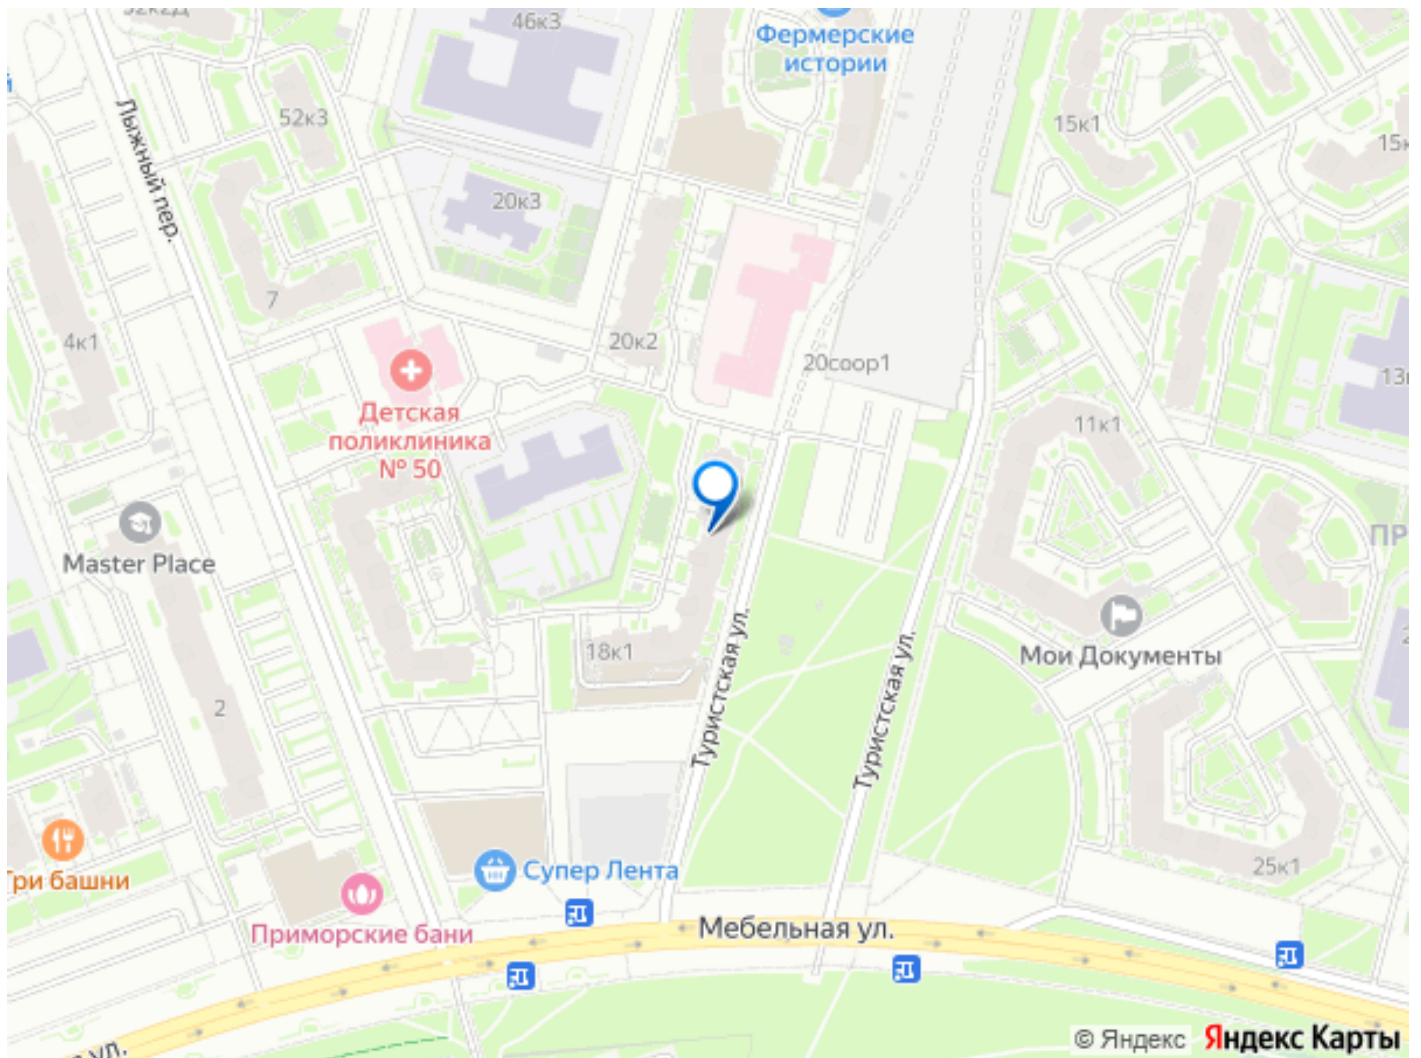 46к3
Фермерские
истории
52к3
Лыжный пер.
15к1
20к3
7
4к1
20к2
20соор1
Детская
поликлиника
№ 50
11к1
Master Place
18к1
Мои Документы
2
Туристская ул.
Туристская ул.
25к1
Три башни
Супер Лента
Приморские бани
Мебельная ул.
ул.
© Яндекс Яндекс Карты